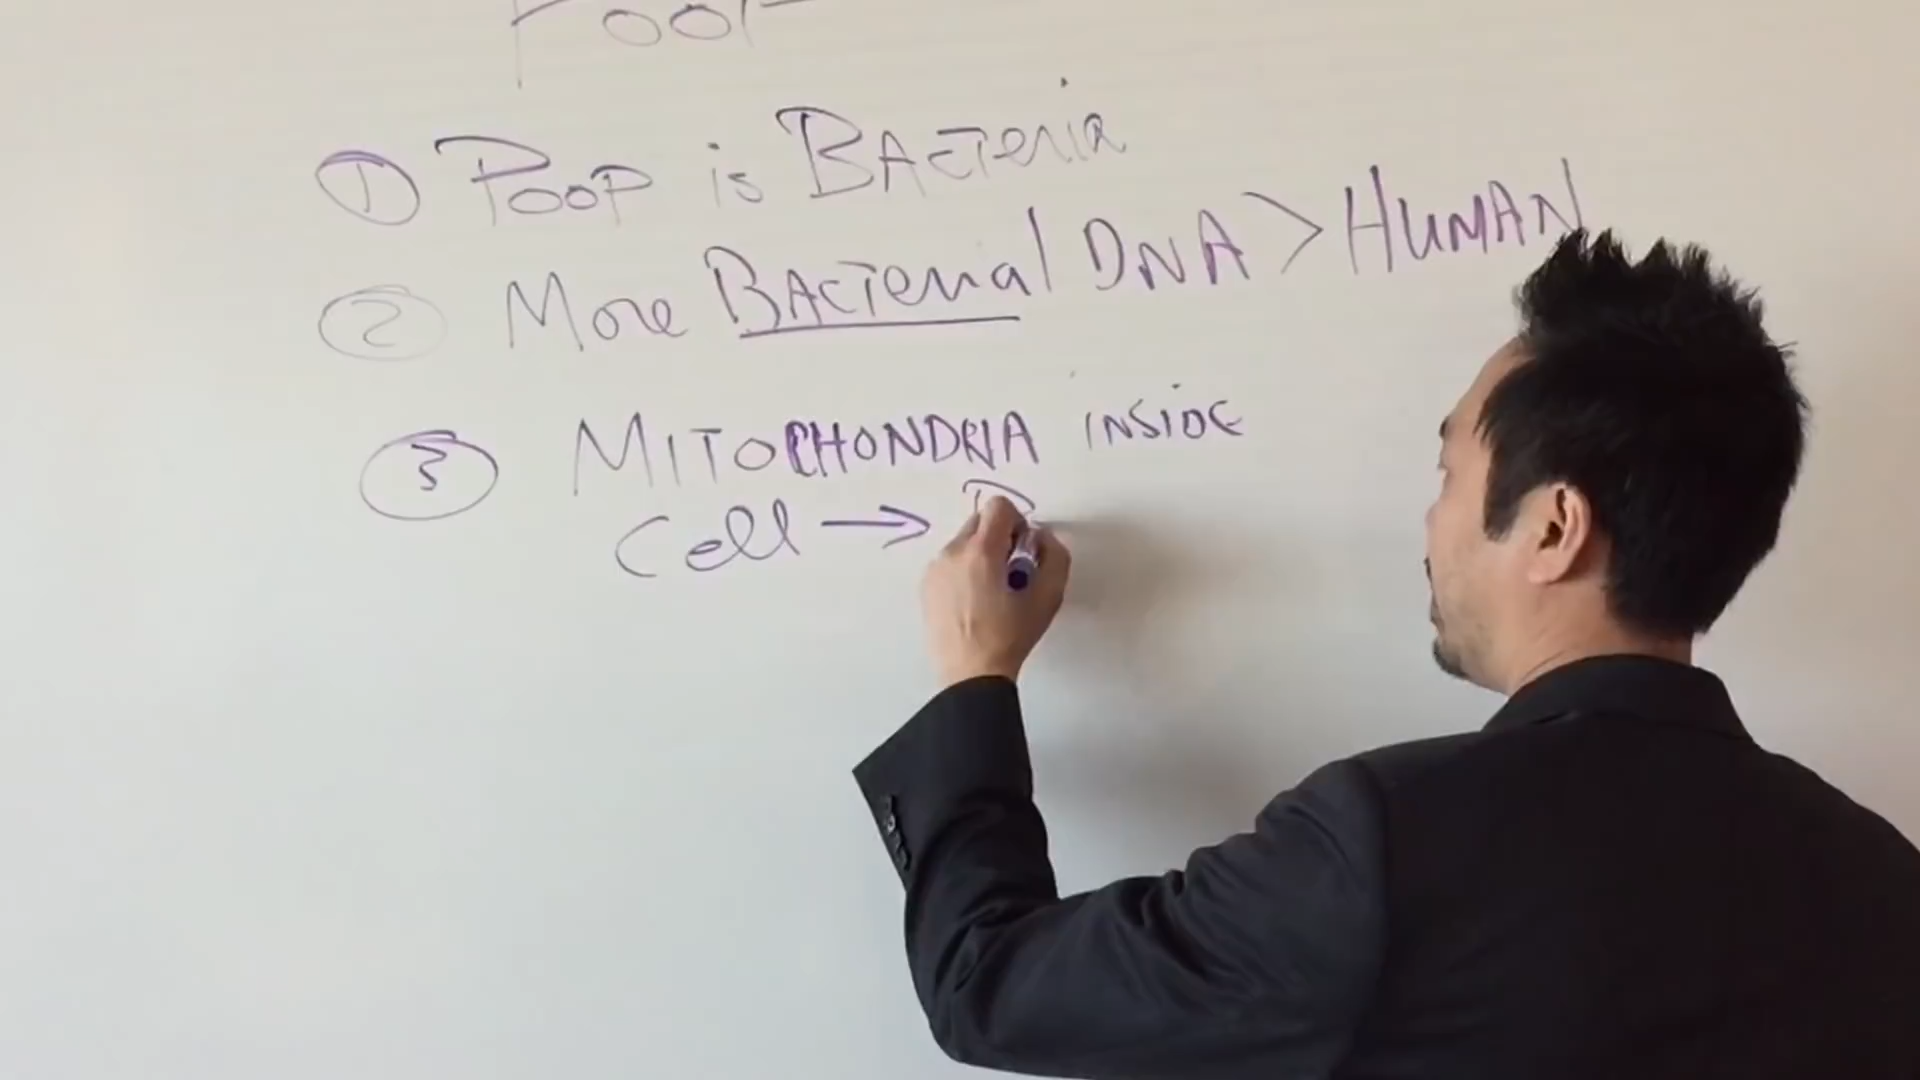 ① Poop is BACTeriA
② More BACTerial DNA > HUMAN
③ MITOCHONDRIA INSIDE
Cell →